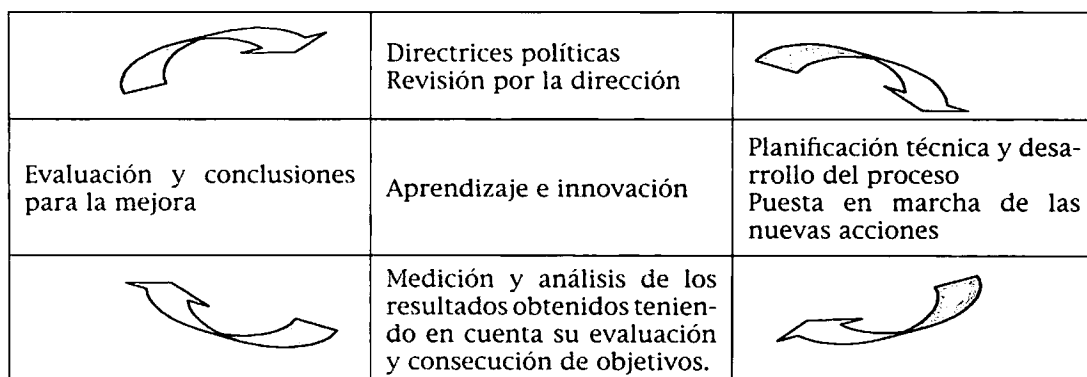 Directrices políticas
Revisión por la dirección
Evaluación y conclusiones
para la mejora
Aprendizaje e innovación
Planificación técnica y desa-
rrollo del proceso
Puesta en marcha de las
nuevas acciones
Medición y análisis de los
resultados obtenidos tenien-
do en cuenta su evaluación
y consecución de objetivos.